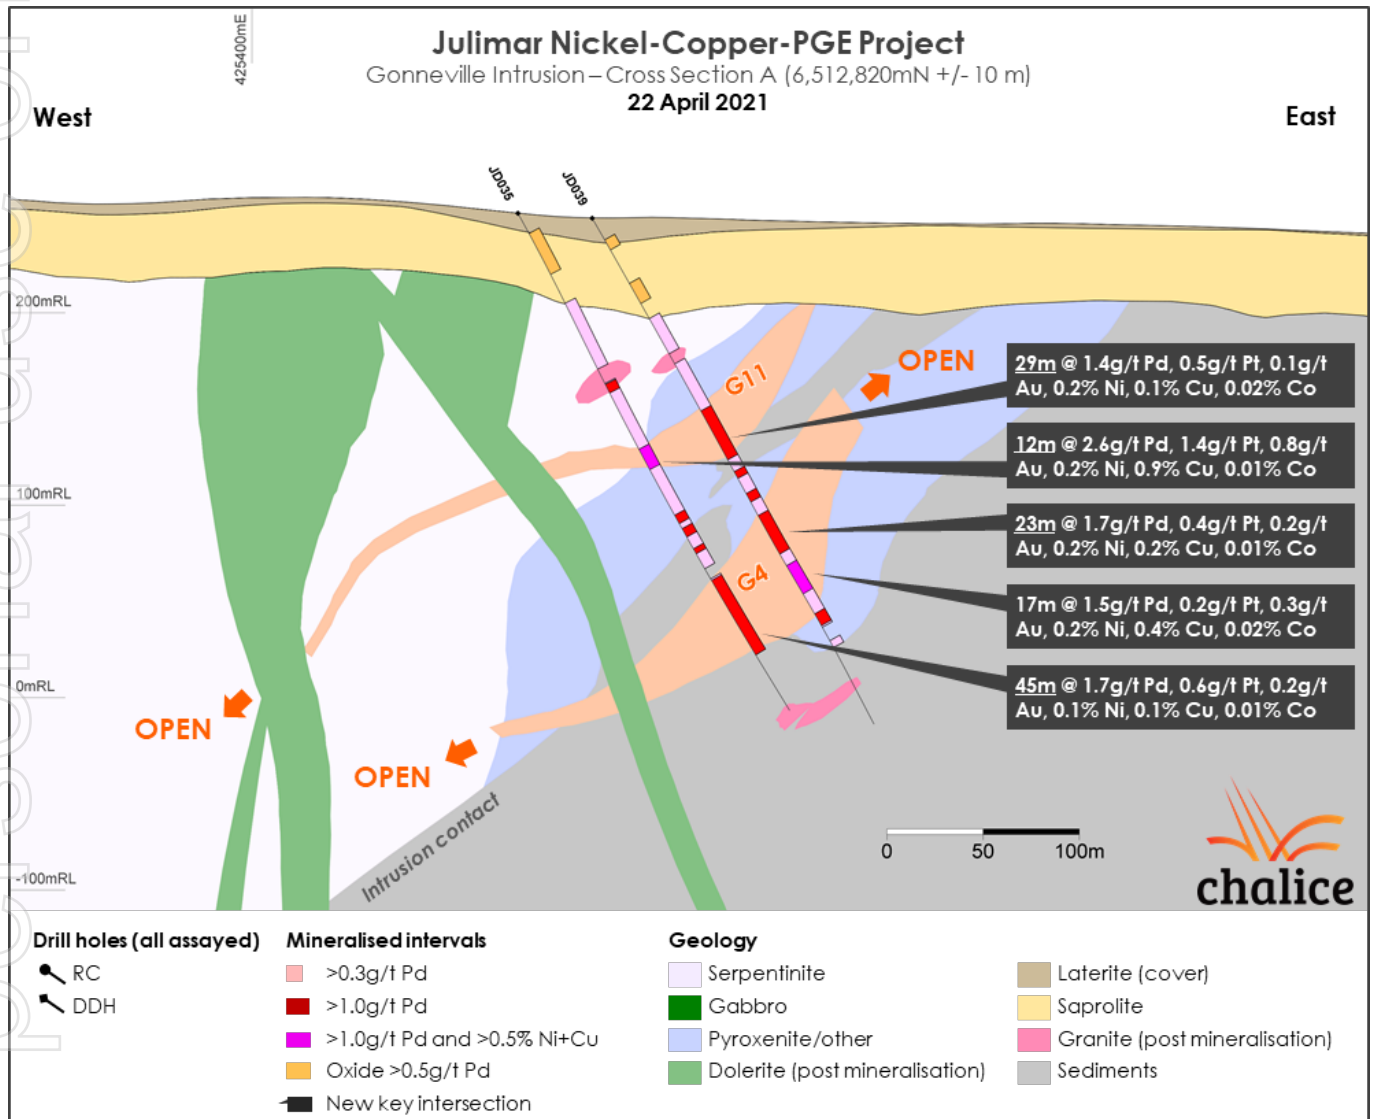 425400mE
Julimar Nickel-Copper-PGE Project
Gonneville Intrusion – Cross Section A (6,512,820mN +/- 10 m)
22 April 2021
West
East
JD035
JD039
200mRL
100mRL
0mRL
-100mRL
G11
G4
OPEN
OPEN
OPEN
29m @ 1.4g/t Pd, 0.5g/t Pt, 0.1g/t
Au, 0.2% Ni, 0.1% Cu, 0.02% Co
12m @ 2.6g/t Pd, 1.4g/t Pt, 0.8g/t
Au, 0.2% Ni, 0.9% Cu, 0.01% Co
23m @ 1.7g/t Pd, 0.4g/t Pt, 0.2g/t
Au, 0.2% Ni, 0.2% Cu, 0.01% Co
17m @ 1.5g/t Pd, 0.2g/t Pt, 0.3g/t
Au, 0.2% Ni, 0.4% Cu, 0.02% Co
45m @ 1.7g/t Pd, 0.6g/t Pt, 0.2g/t
Au, 0.1% Ni, 0.1% Cu, 0.01% Co
Intrusion contact
0 50 100m
chalice
Drill holes (all assayed)
RC
DDH
Mineralised intervals
>0.3g/t Pd
>1.0g/t Pd
>1.0g/t Pd and >0.5% Ni+Cu
Oxide >0.5g/t Pd
New key intersection
Geology
Serpentinite
Gabbro
Pyroxenite/other
Dolerite (post mineralisation)
Laterite (cover)
Saprolite
Granite (post mineralisation)
Sediments